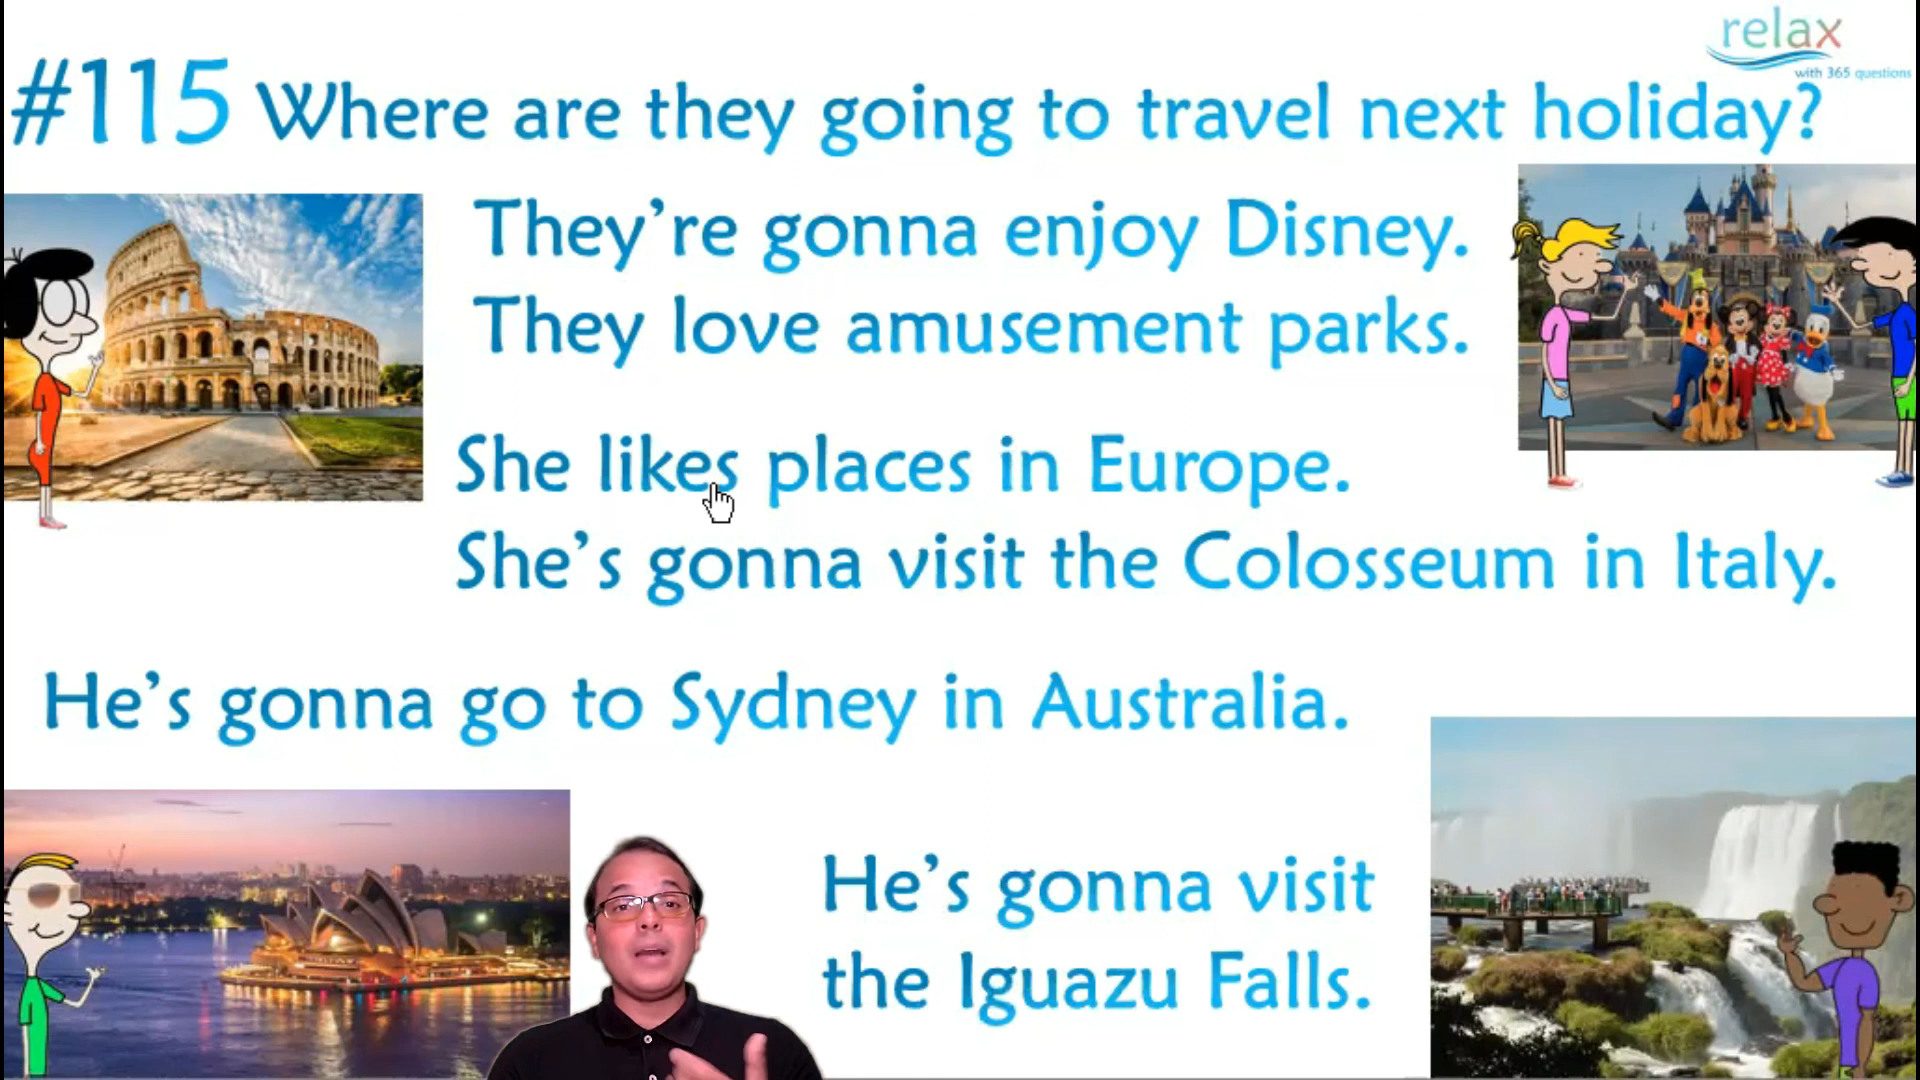 relax
with 365 questions
#115 Where are they going to travel next holiday?
They're gonna enjoy Disney.
They love amusement parks.
She likes places in Europe.
She's gonna visit the Colosseum in Italy.
He's gonna go to Sydney in Australia.
He's gonna visit
the Iguazu Falls.